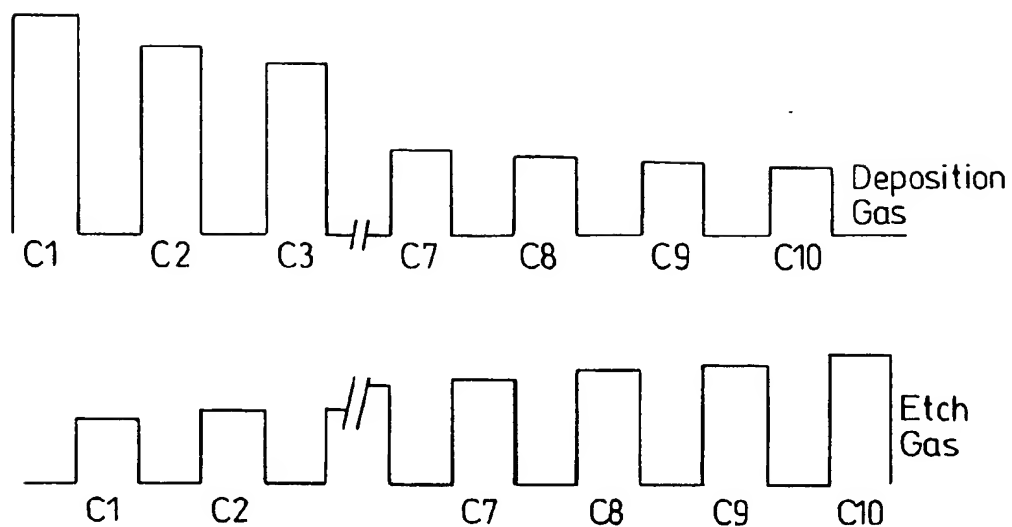 C1 C2 C3 C7 C8 C9 C10
Deposition
Gas
C1 C2 C7 C8 C9 C10
Etch
Gas